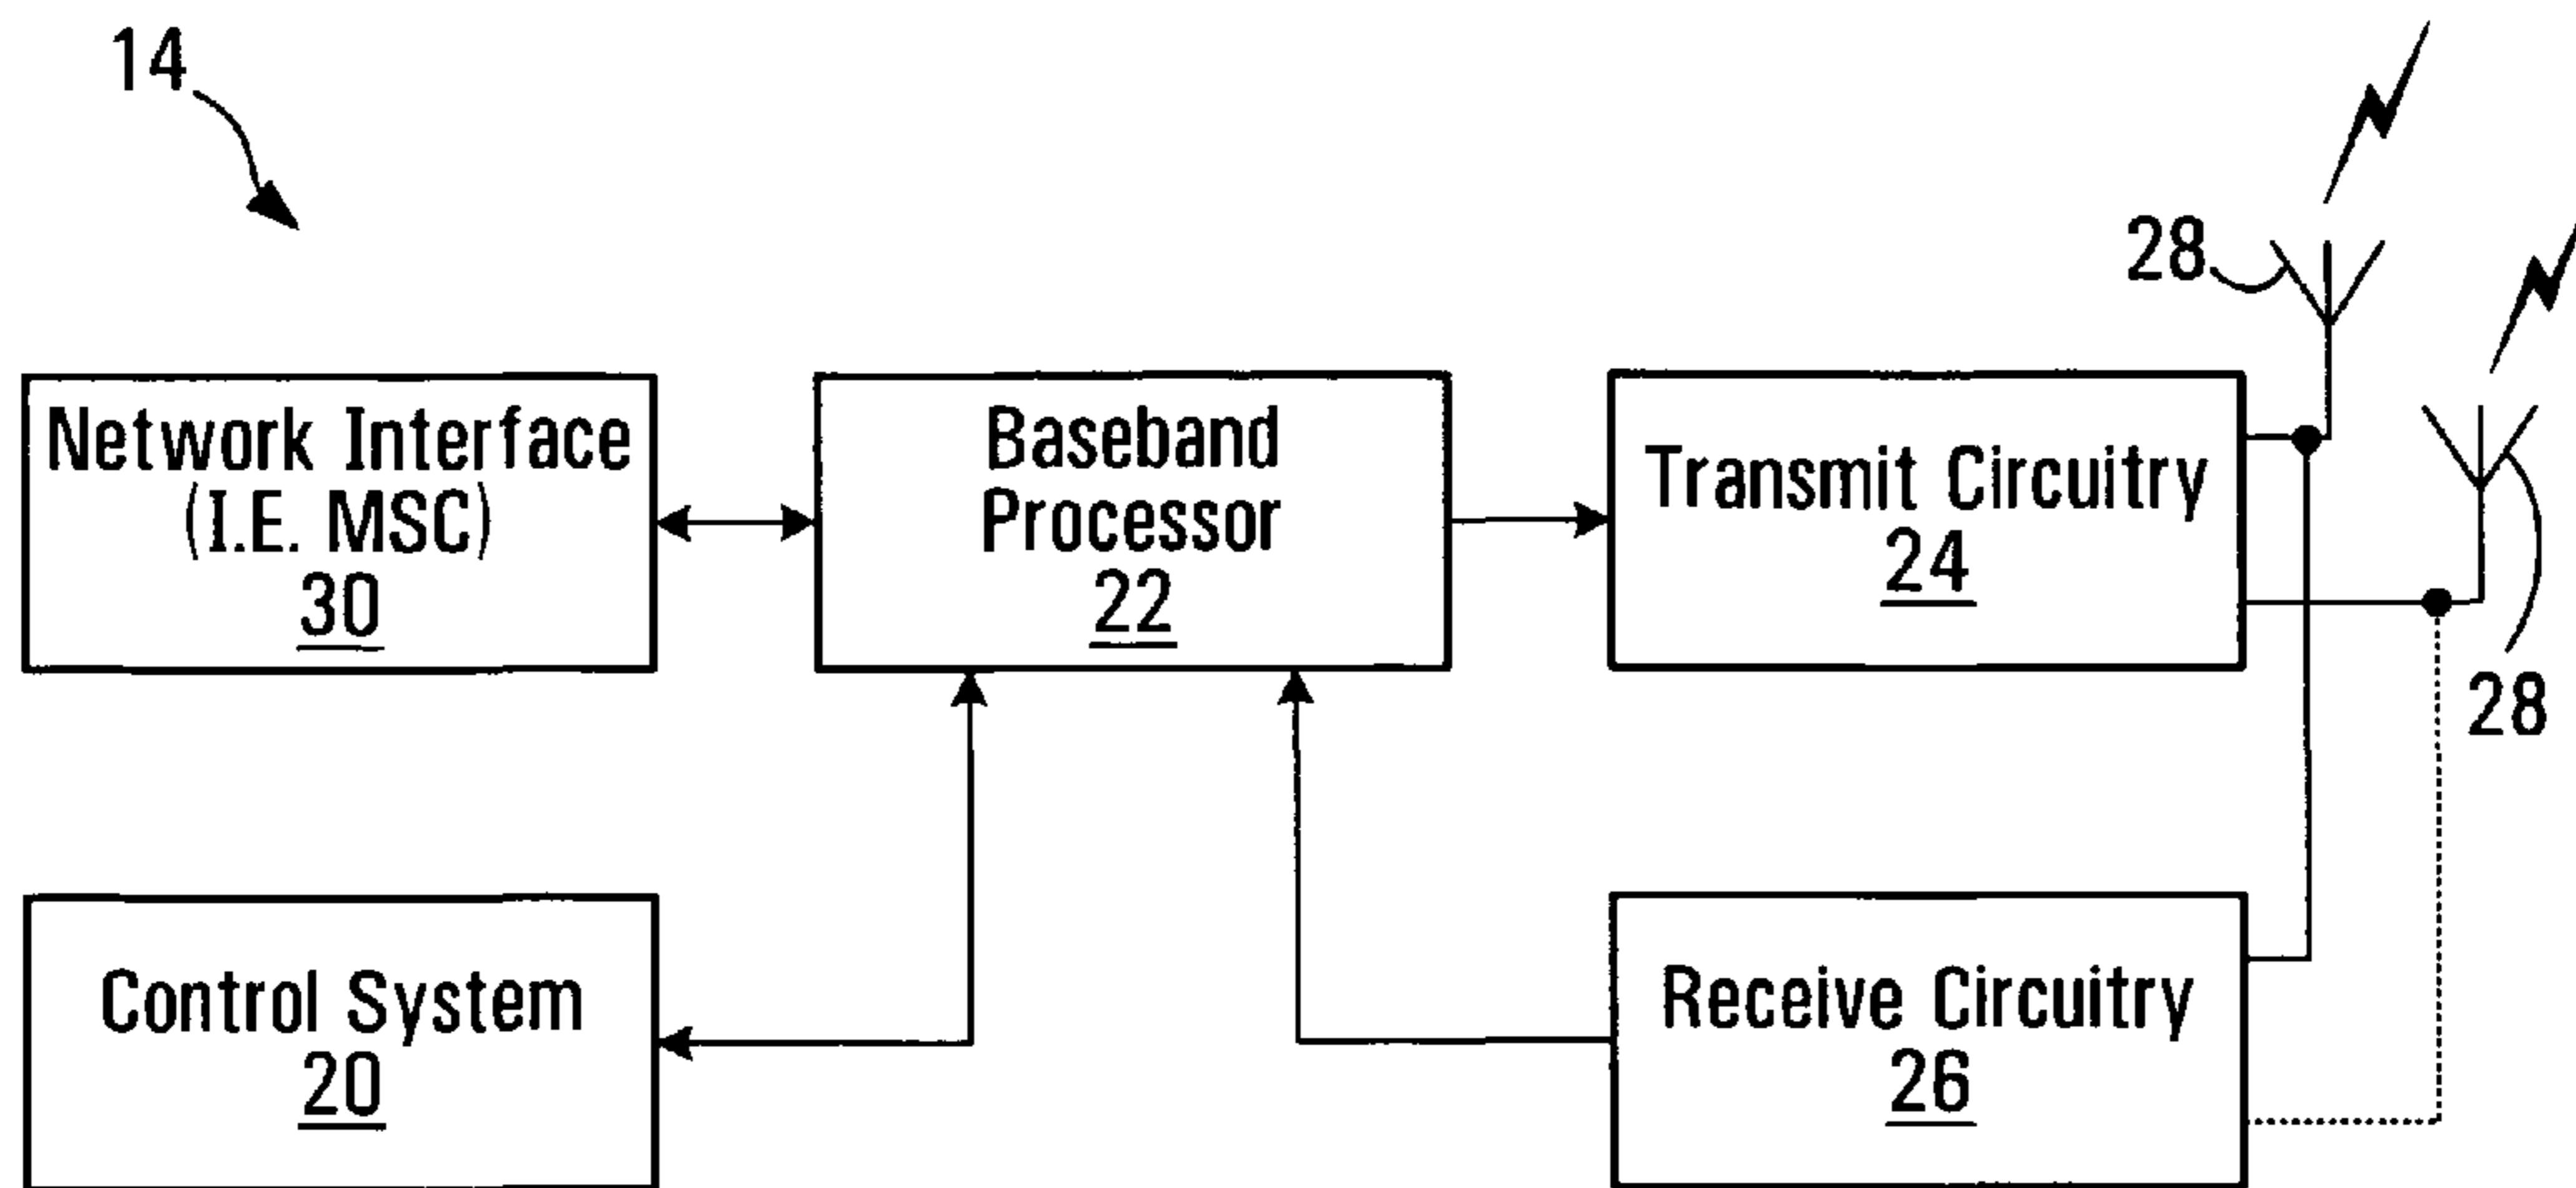 14
28
28
Network Interface
(I.E. MSC)
30
Baseband
Processor
22
Transmit Circuitry
24
Control System
20
Receive Circuitry
26